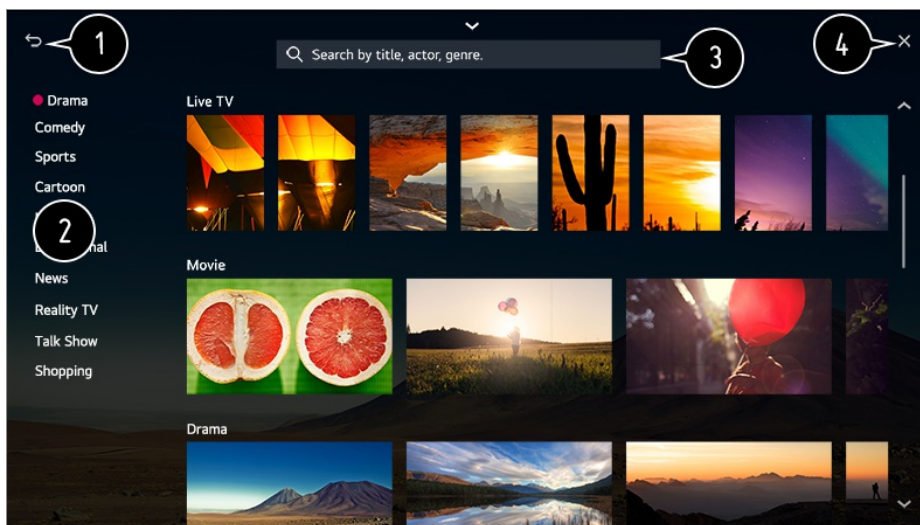 1
3
4
Search by title, actor, genre.
Drama
Comedy
Sports
Cartoon
2
News
Reality TV
Talk Show
Shopping
Live TV
Movie
Drama